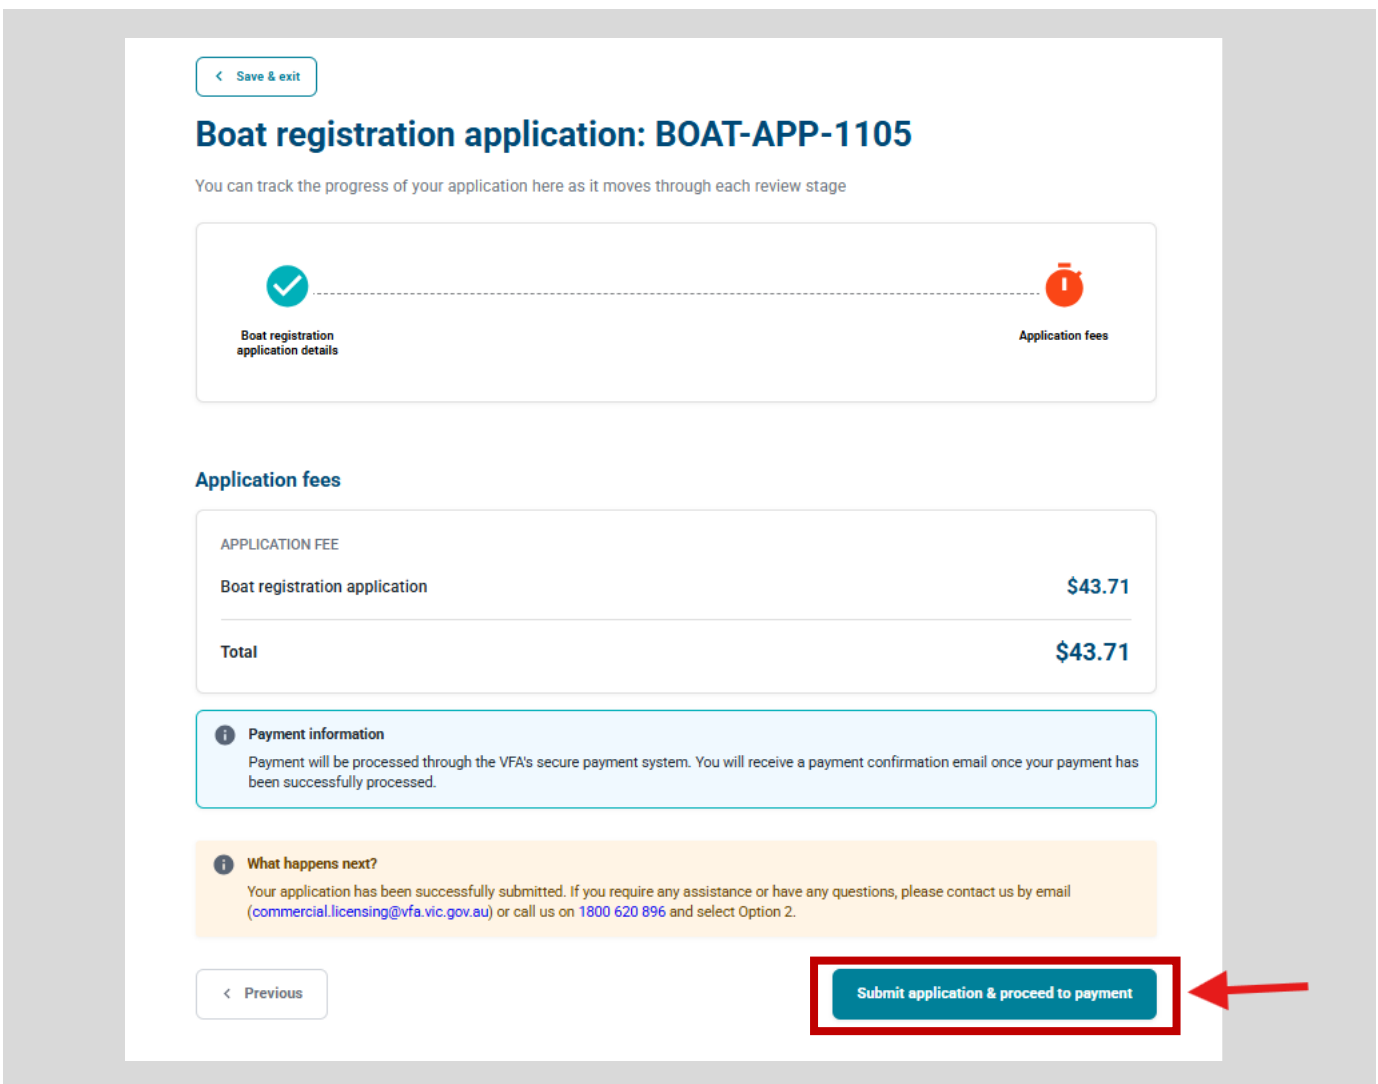 Save & exit
Boat registration application: BOAT-APP-1105
You can track the progress of your application here as it moves through each review stage
Boat registration
application details
Application fees
Application fees
APPLICATION FEE
Boat registration application
$43.71
Total
$43.71
Payment information
Payment will be processed through the VFA's secure payment system. You will receive a payment confirmation email once your payment has
been successfully processed.
What happens next?
Your application has been successfully submitted. If you require any assistance or have any questions, please contact us by email
(commercial.licensing@vfa.vic.gov.au) or call us on 1800 620 896 and select Option 2.
Previous
Submit application & proceed to payment